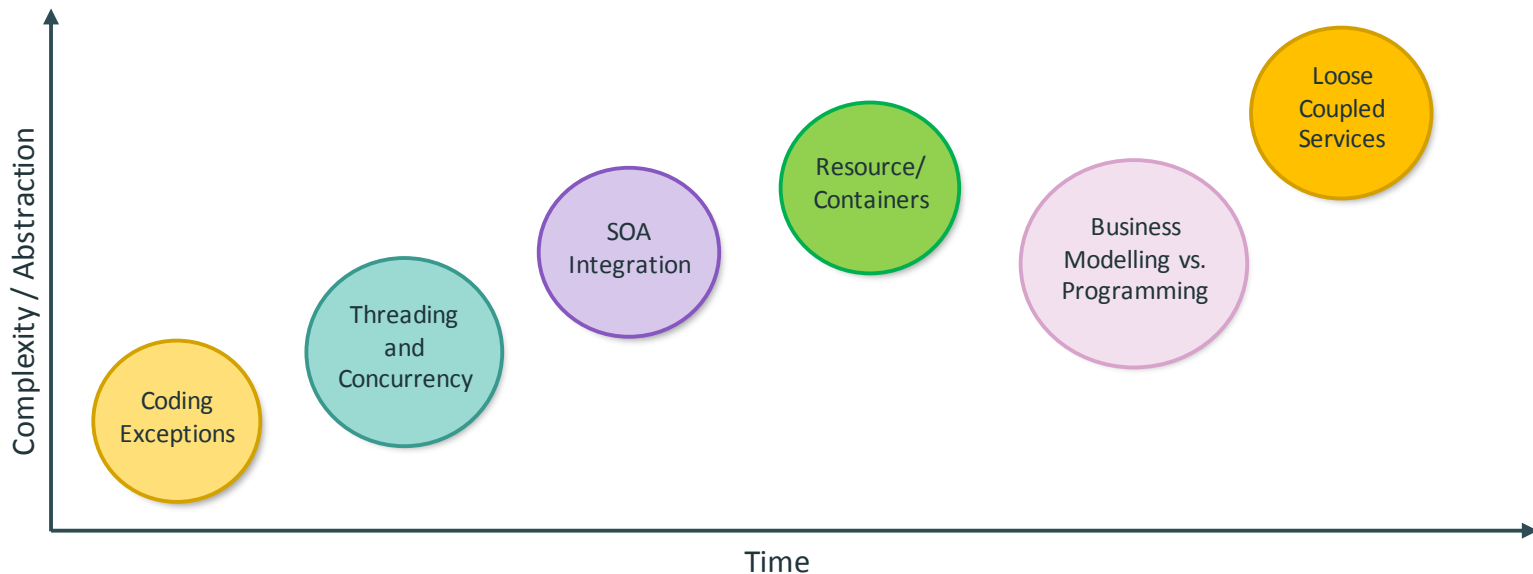 Complexity / Abstraction
Coding
Exceptions
Threading
and
Concurrency
SOA
Integration
Resource/
Containers
Business
Modelling vs.
Programming
Loose
Coupled
Services
Time